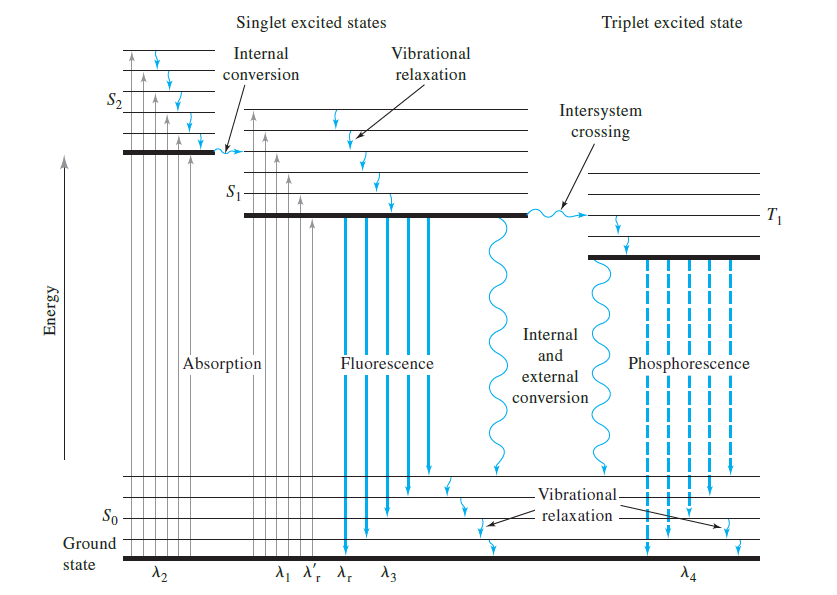 Singlet excited states
Triplet excited state
Internal
conversion
Vibrational
relaxation
S₂
Intersystem
crossing
S₁
T₁
Energy
Absorption
Fluorescence
Internal
and
external
conversion
Phosphorescence
Vibrational
relaxation
S₀
Ground
state
λ₂
λ₁ λ′ᵣ λᵣ λ₃
λ₄